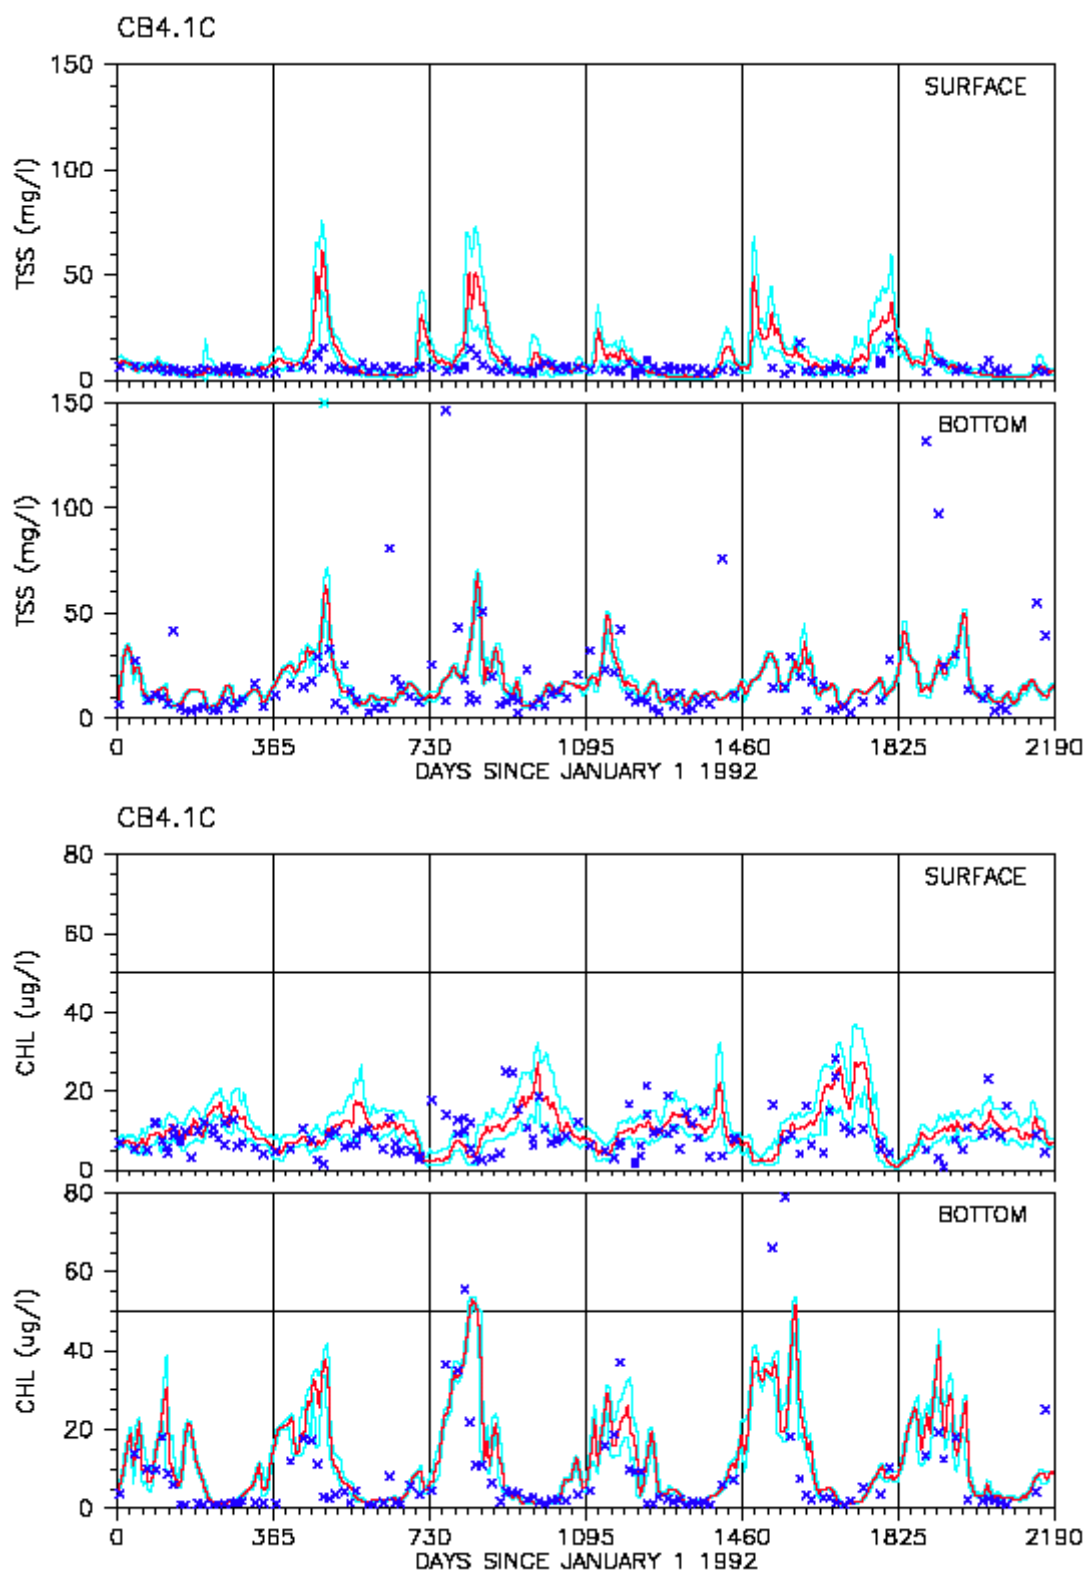 CB4.1C
150
SURFACE
100
TSS (mg/l)
50
0
150
BOTTOM
100
TSS (mg/l)
50
0
0 365 730 1095 1460 1825 2190
DAYS SINCE JANUARY 1 1992
CB4.1C
80
SURFACE
60
CHL (ug/l)
40
20
0
80
BOTTOM
60
CHL (ug/l)
40
20
0
0 365 730 1095 1460 1825 2190
DAYS SINCE JANUARY 1 1992